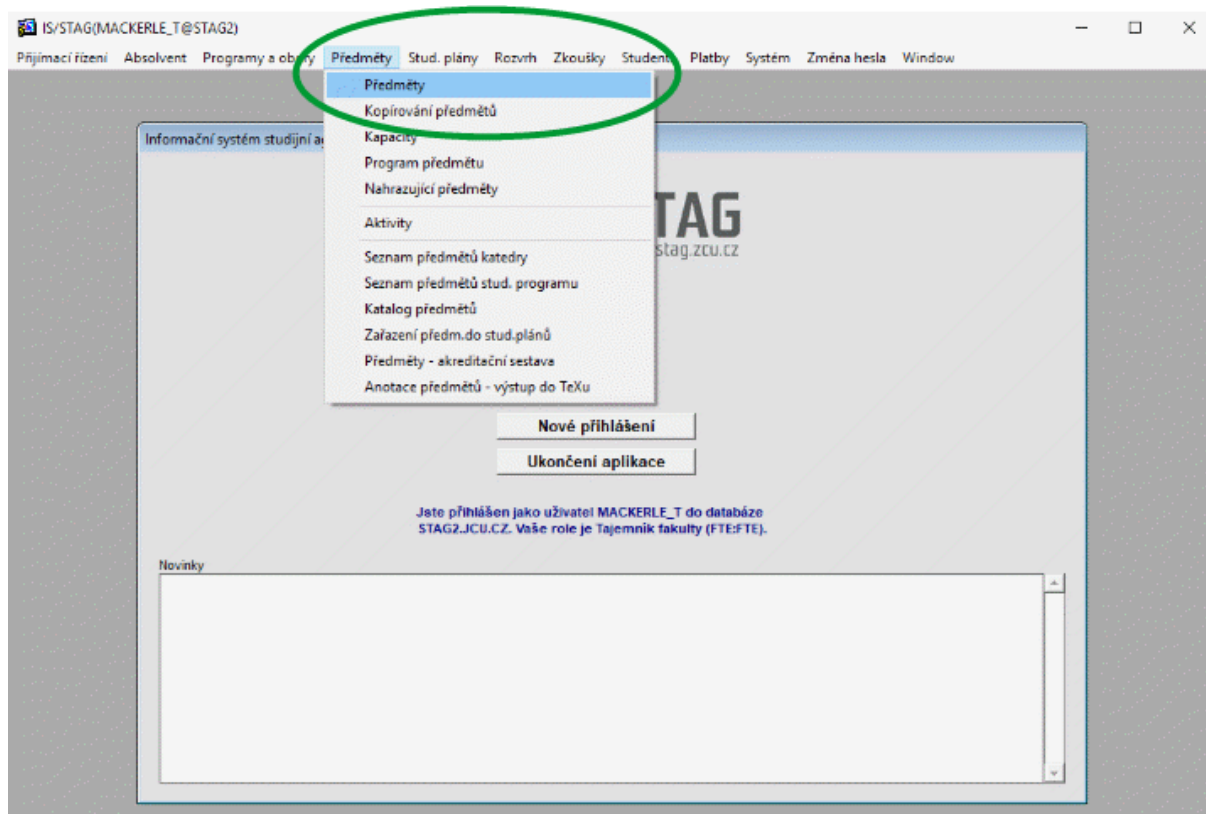 IS/STAG(MACKERLE_T@STAG2)
Přijímací řízení Absolvent Programy a obory Předměty Stud. plány Rozvrh Zkoušky Student Platby Systém Změna hesla Window
Předměty
Kopírování předmětů
Kapacity
Program předmětu
Nahrazující předměty
Aktivity
Seznam předmětů katedry
Seznam předmětů stud. programu
Katalog předmětů
Zařazení předm.do stud.plánů
Předměty - akreditační sestava
Anotace předmětů - výstup do TeXu
Informační systém studijní a
TAG
stag.zcu.cz
Nové přihlášení
Ukončení aplikace
Jste přihlášen jako uživatel MACKERLE_T do databáze
STAG2.JCU.CZ. Vaše role je Tajemník fakulty (FTE:FTE).
Novinky